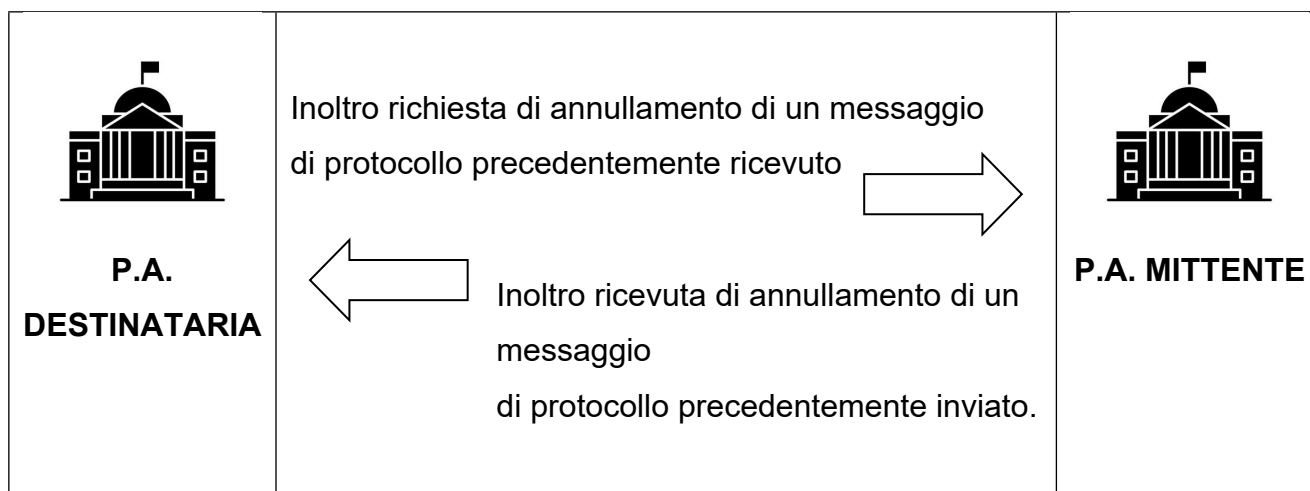 P.A.
DESTINATARIA
Inoltro richiesta di annullamento di un messaggio
di protocollo precedentemente ricevuto
Inoltro ricevuta di annullamento di un
messaggio
di protocollo precedentemente inviato.
P.A. MITTENTE